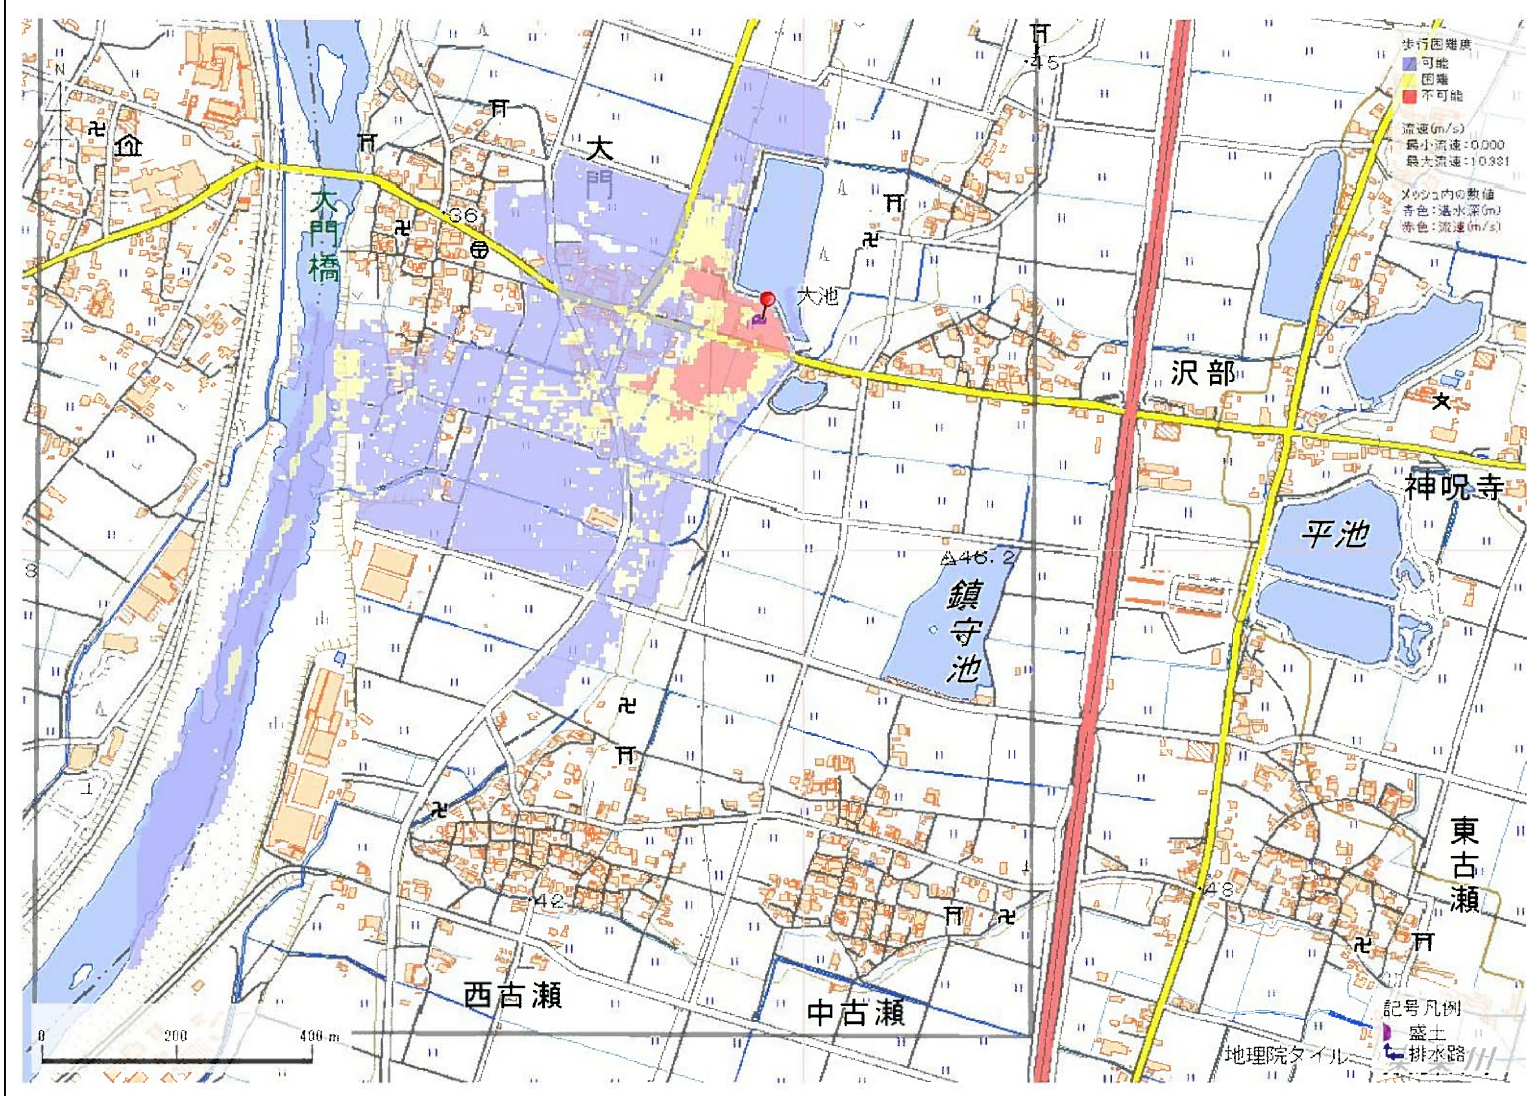 歩行困難度
可能
困難
不可能
流速(m/s)
最小流速:0.000
最大流速:10.381
メッシュ内の数値
青色:湛水深(m)
赤色:流速(m/s)
N
45
大門
大門橋
36
大池
沢部
神呪寺
平池
46.2
鎮守池
東古瀬
48
42
西古瀬
中古瀬
記号凡例
盛土
排水路
地理院タイル
0 200 400 m